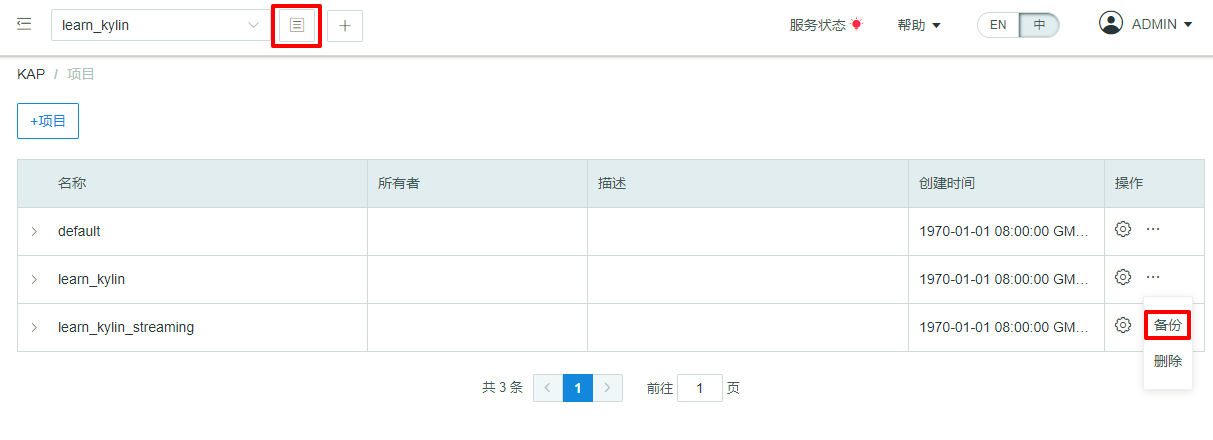 learn_kylin
服务状态
帮助
EN 中
ADMIN
KAP / 项目
+项目
名称 所有者 描述 创建时间 操作
default 1970-01-01 08:00:00 GM... ...
learn_kylin 1970-01-01 08:00:00 GM... ...
learn_kylin_streaming 1970-01-01 08:00:00 GM...
备份
删除
共 3 条 < 1 > 前往 1 页